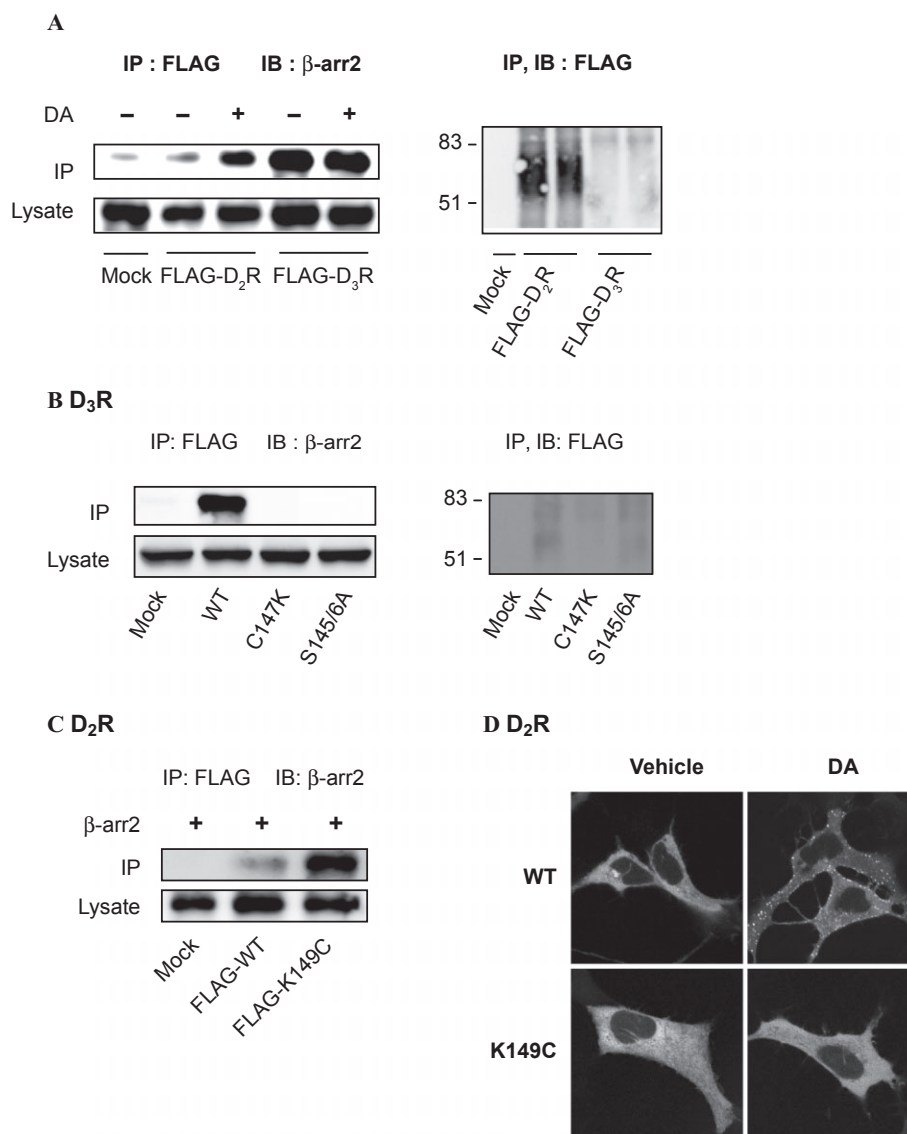 A
IP : FLAG IB : β-arr2
DA – – + – +
IP
Lysate
Mock FLAG-D2R FLAG-D3R
IP, IB : FLAG
83 -
51 -
Mock
FLAG-D2R
FLAG-D3R
B D3R
IP: FLAG IB : β-arr2
IP
Lysate
Mock
WT
C147K
S145/6A
IP, IB: FLAG
83 -
51 -
Mock
WT
C147K
S145/6A
C D2R
IP: FLAG IB: β-arr2
β-arr2 + + +
IP
Lysate
Mock
FLAG-WT
FLAG-K149C
D D2R
Vehicle DA
WT
K149C